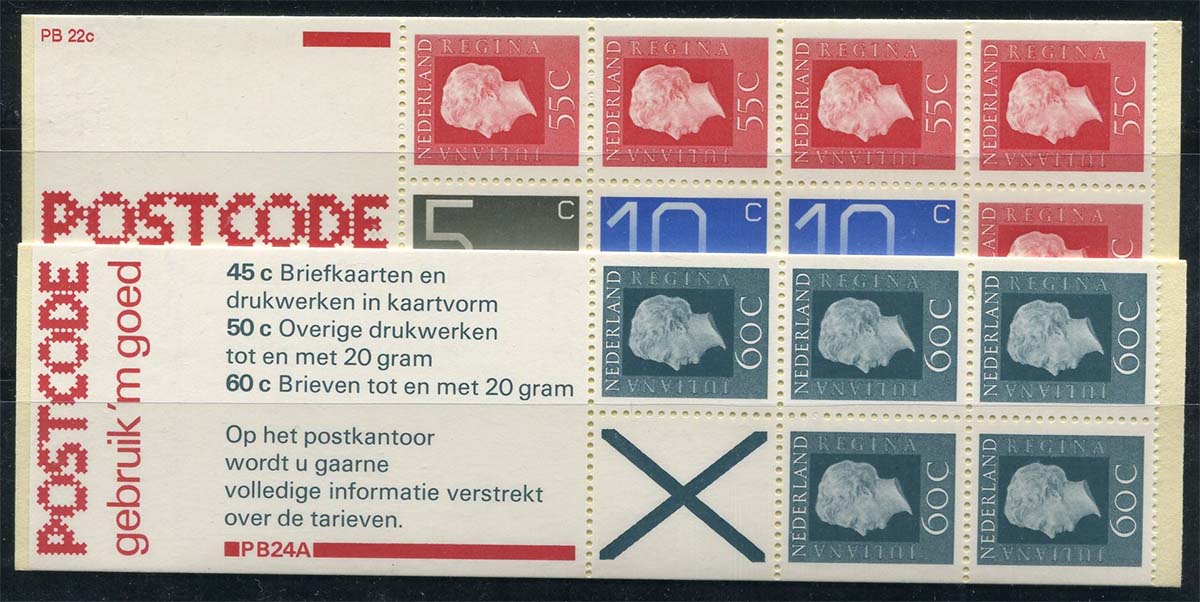 PB 22c
REGINA
NEDERLAND
55C
JULIANA
REGINA
NEDERLAND
55C
JULIANA
REGINA
NEDERLAND
55C
JULIANA
REGINA
NEDERLAND
55C
JULIANA
POSTCODE
5 C
10 C
10 C
REGINA
NEDERLAND
55C
POSTCODE
gebruik 'm goed
45 c Briefkaarten en
drukwerken in kaartvorm
50 c Overige drukwerken
tot en met 20 gram
60 c Brieven tot en met 20 gram
Op het postkantoor
wordt u gaarne
volledige informatie verstrekt
over de tarieven.
PB24A
REGINA
NEDERLAND
60C
JULIANA
REGINA
NEDERLAND
60C
JULIANA
REGINA
NEDERLAND
60C
JULIANA
REGINA
NEDERLAND
60C
JULIANA
REGINA
NEDERLAND
60C
JULIANA